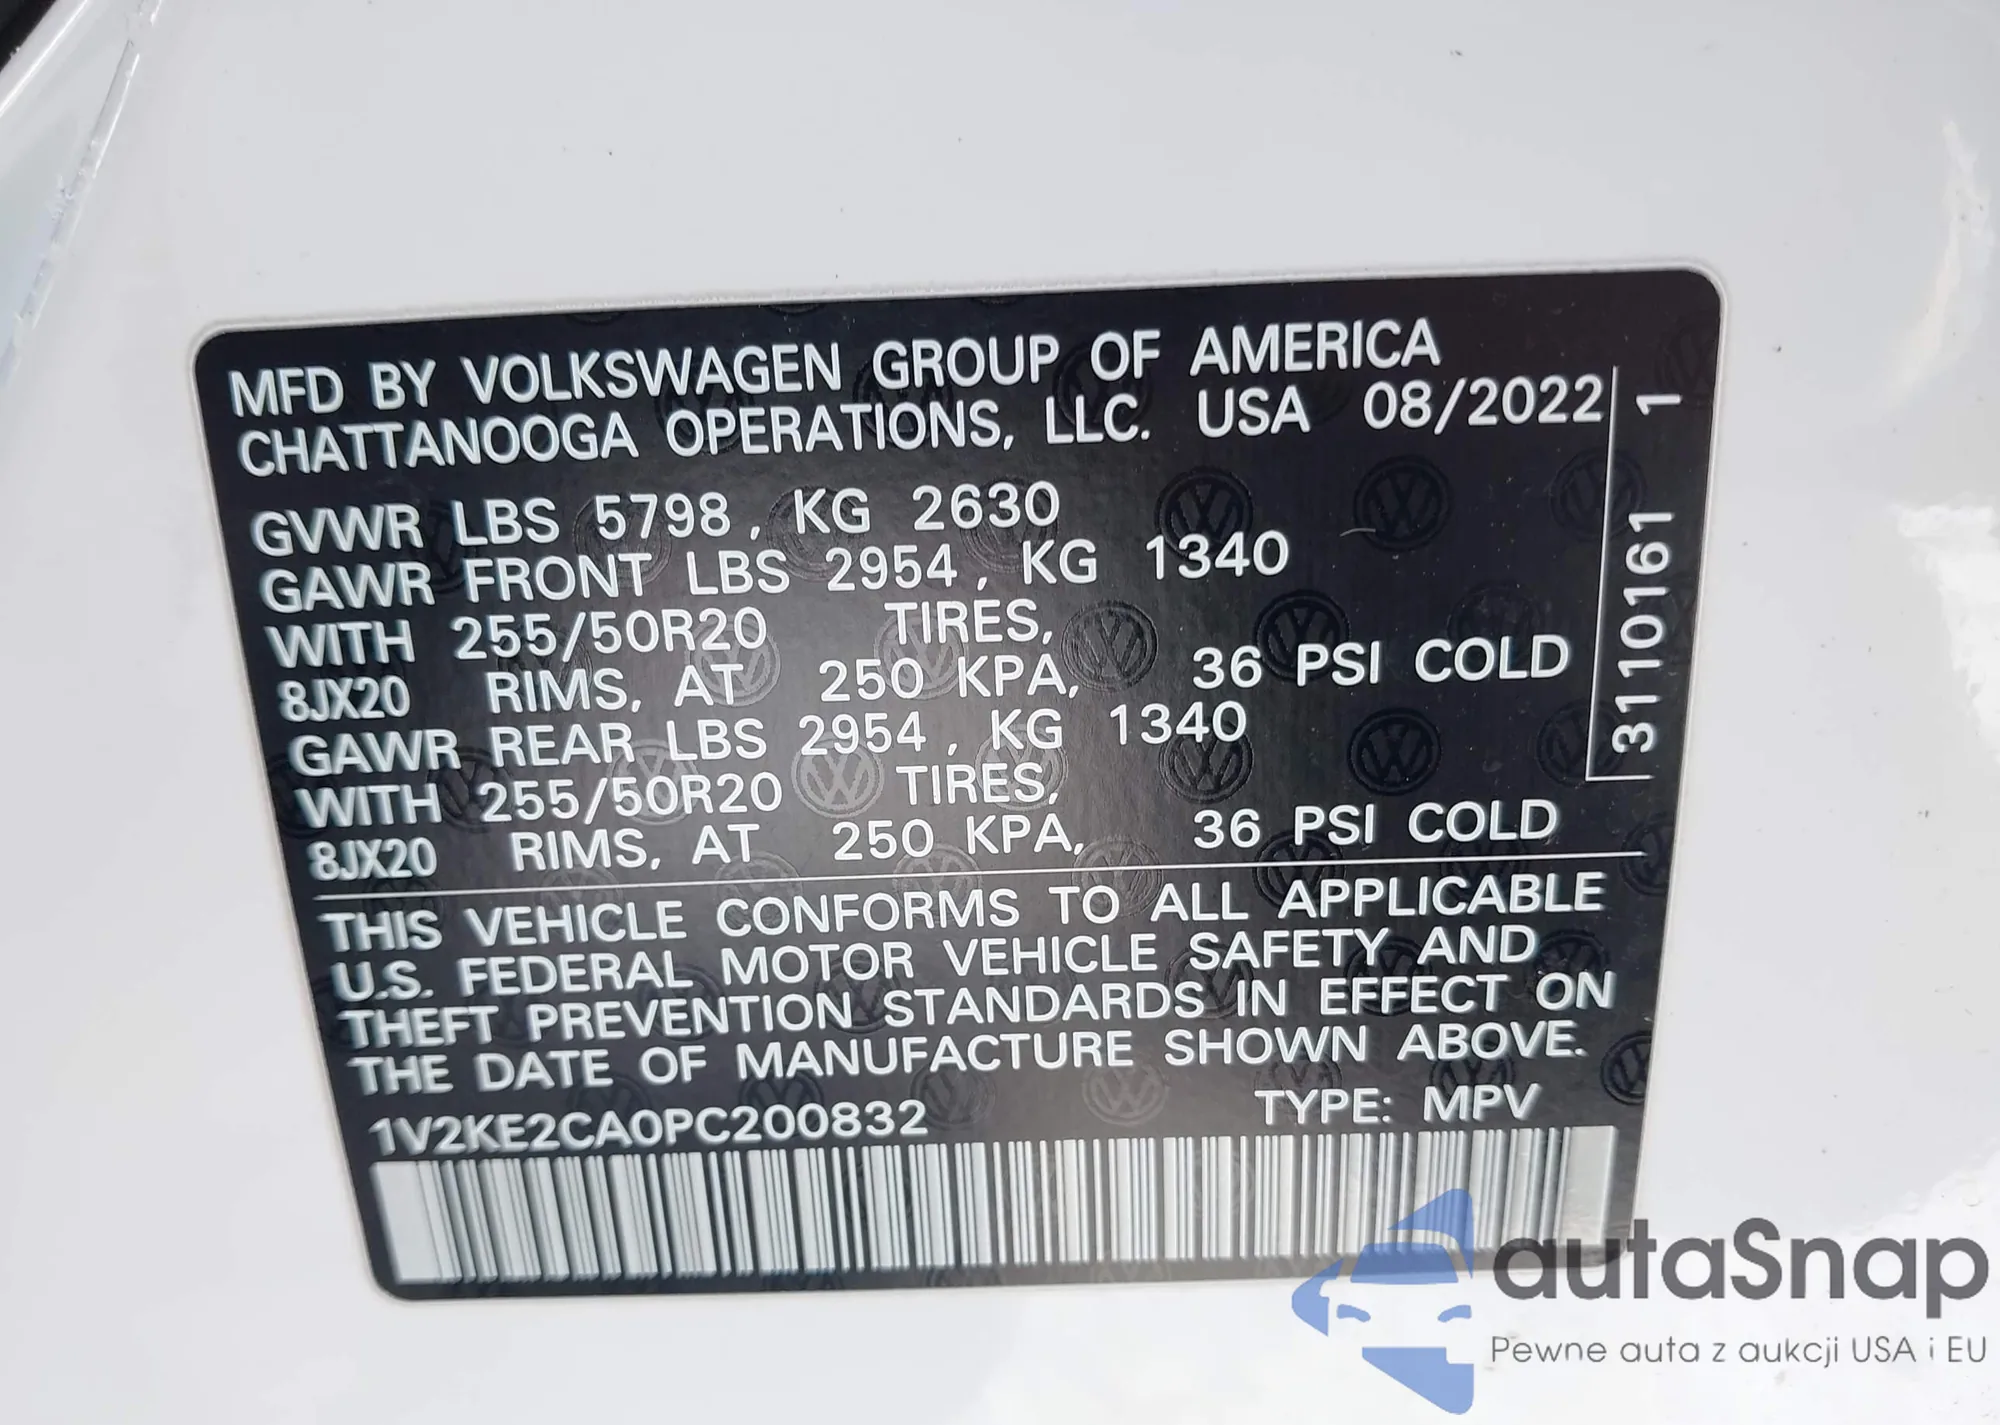 MFD BY VOLKSWAGEN GROUP OF AMERICA
CHATTANOOGA OPERATIONS, LLC. USA 08/2022
GVWR LBS 5798, KG 2630
GAWR FRONT LBS 2954, KG 1340
WITH 255/50R20 TIRES,
8JX20 RIMS, AT 250 KPA, 36 PSI COLD
GAWR REAR LBS 2954, KG 1340
WITH 255/50R20 TIRES,
8JX20 RIMS, AT 250 KPA, 36 PSI COLD
3110161 1
THIS VEHICLE CONFORMS TO ALL APPLICABLE
U.S. FEDERAL MOTOR VEHICLE SAFETY AND
THEFT PREVENTION STANDARDS IN EFFECT ON
THE DATE OF MANUFACTURE SHOWN ABOVE.
1V2KE2CA0PC200832 TYPE: MPV
autaSnap
Pewne auta z aukcji USA i EU